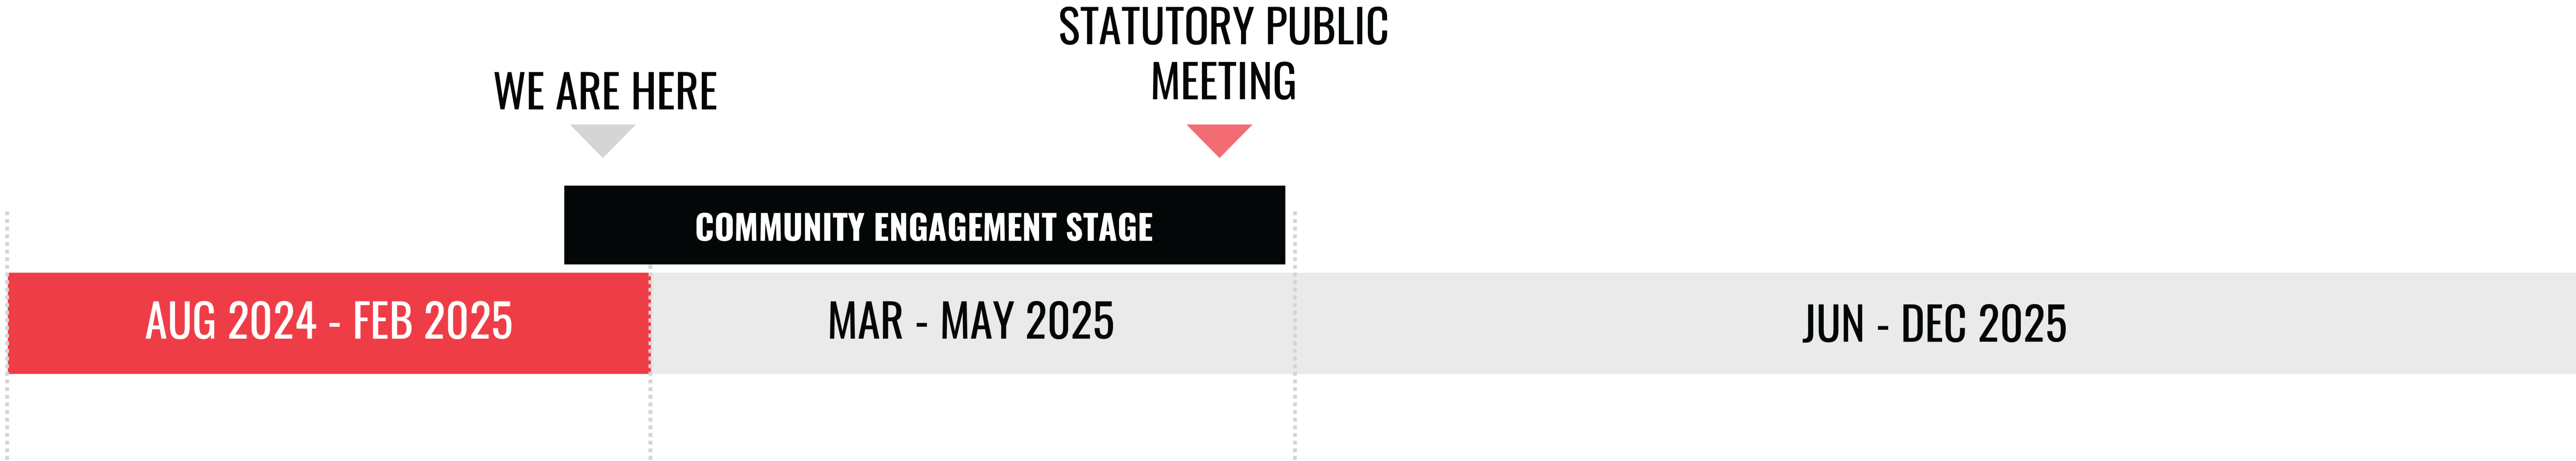 STATUTORY PUBLIC
MEETING
WE ARE HERE
COMMUNITY ENGAGEMENT STAGE
AUG 2024 - FEB 2025
MAR - MAY 2025
JUN - DEC 2025